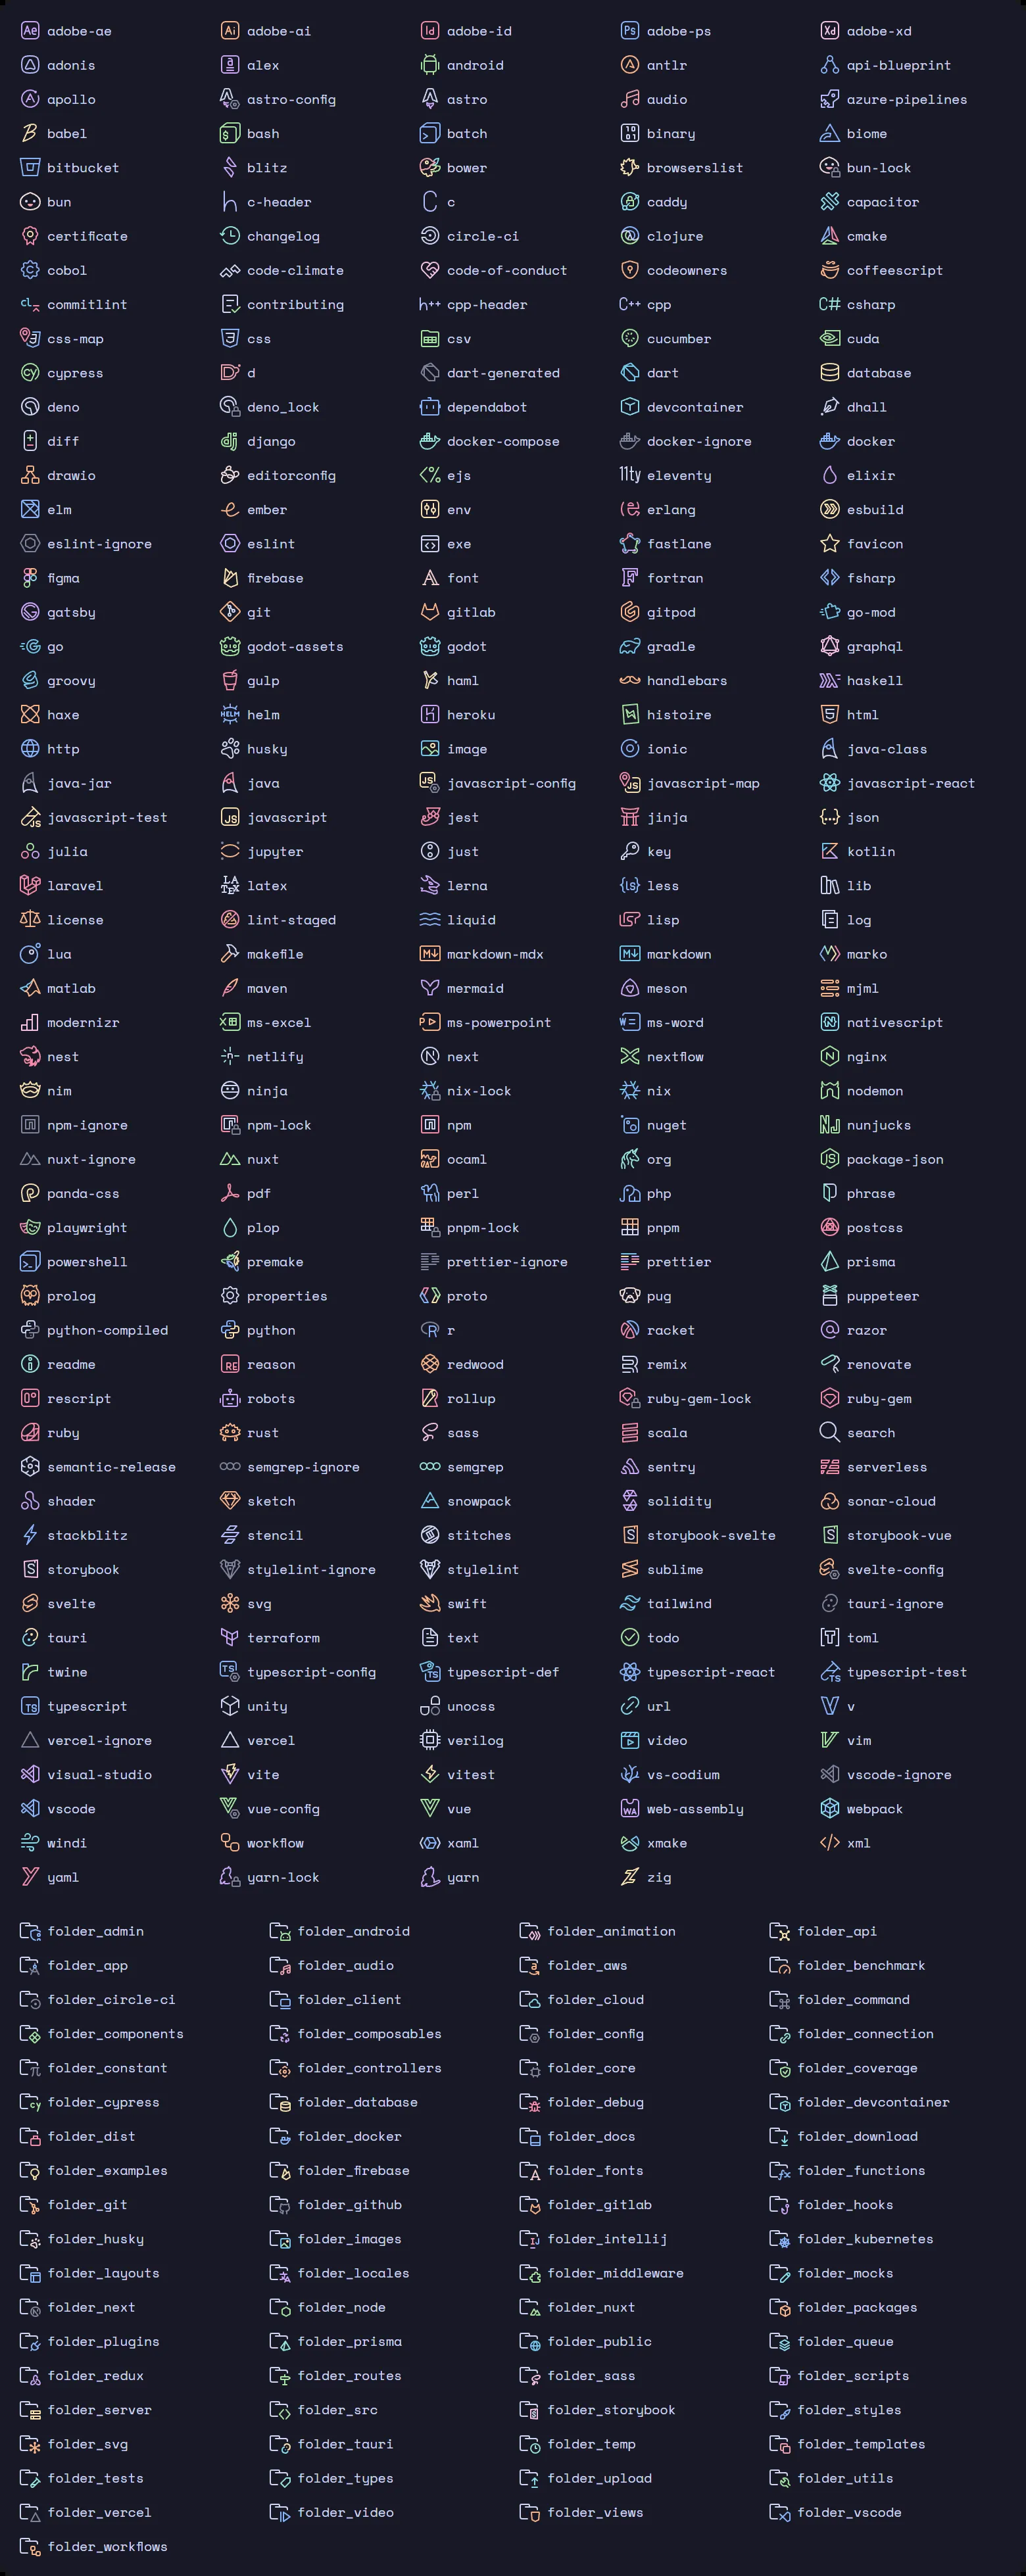 adobe-ae adobe-ai adobe-id adobe-ps adobe-xd
adonis alex android antlr api-blueprint
apollo astro-config astro audio azure-pipelines
babel bash batch binary biome
bitbucket blitz bower browserslist bun-lock
bun c-header c caddy capacitor
certificate changelog circle-ci clojure cmake
cobol code-climate code-of-conduct codeowners coffeescript
commitlint contributing cpp-header cpp csharp
css-map css csv cucumber cuda
cypress d dart-generated dart database
deno deno_lock dependabot devcontainer dhall
diff django docker-compose docker-ignore docker
drawio editorconfig ejs eleventy elixir
elm ember env erlang esbuild
eslint-ignore eslint exe fastlane favicon
figma firebase font fortran fsharp
gatsby git gitlab gitpod go-mod
go godot-assets godot gradle graphql
groovy gulp haml handlebars haskell
haxe helm heroku histoire html
http husky image ionic java-class
java-jar java javascript-config javascript-map javascript-react
javascript-test javascript jest jinja json
julia jupyter just key kotlin
laravel latex lerna less lib
license lint-staged liquid lisp log
lua makefile markdown-mdx markdown marko
matlab maven mermaid meson mjml
modernizr ms-excel ms-powerpoint ms-word nativescript
nest netlify next nextflow nginx
nim ninja nix-lock nix nodemon
npm-ignore npm-lock npm nuget nunjucks
nuxt-ignore nuxt ocaml org package-json
panda-css pdf perl php phrase
playwright plop pnpm-lock pnpm postcss
powershell premake prettier-ignore prettier prisma
prolog properties proto pug puppeteer
python-compiled python r racket razor
readme reason redwood remix renovate
rescript robots rollup ruby-gem-lock ruby-gem
ruby rust sass scala search
semantic-release semgrep-ignore semgrep sentry serverless
shader sketch snowpack solidity sonar-cloud
stackblitz stencil stitches storybook-svelte storybook-vue
storybook stylelint-ignore stylelint sublime svelte-config
svelte svg swift tailwind tauri-ignore
tauri terraform text todo toml
twine typescript-config typescript-def typescript-react typescript-test
typescript unity unocss url v
vercel-ignore vercel verilog video vim
visual-studio vite vitest vs-codium vscode-ignore
vscode vue-config vue web-assembly webpack
windi workflow xaml xmake xml
yaml yarn-lock yarn zig
folder_admin folder_android folder_animation folder_api
folder_app folder_audio folder_aws folder_benchmark
folder_circle-ci folder_client folder_cloud folder_command
folder_components folder_composables folder_config folder_connection
folder_constant folder_controllers folder_core folder_coverage
folder_cypress folder_database folder_debug folder_devcontainer
folder_dist folder_docker folder_docs folder_download
folder_examples folder_firebase folder_fonts folder_functions
folder_git folder_github folder_gitlab folder_hooks
folder_husky folder_images folder_intellij folder_kubernetes
folder_layouts folder_locales folder_middleware folder_mocks
folder_next folder_node folder_nuxt folder_packages
folder_plugins folder_prisma folder_public folder_queue
folder_redux folder_routes folder_sass folder_scripts
folder_server folder_src folder_storybook folder_styles
folder_svg folder_tauri folder_temp folder_templates
folder_tests folder_types folder_upload folder_utils
folder_vercel folder_video folder_views folder_vscode
folder_workflows